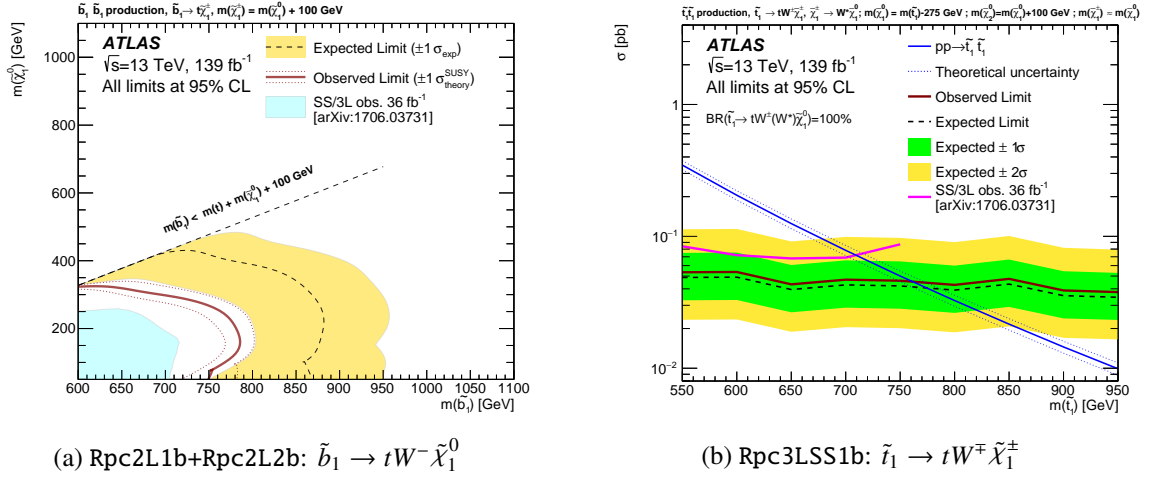 b̃₁ b̃₁ production, b̃₁→ tχ̃₁±, m(χ̃₁±) = m(χ̃₁⁰) + 100 GeV
m(χ̃₁⁰) [GeV]
ATLAS
√s=13 TeV, 139 fb⁻¹
All limits at 95% CL
Expected Limit (±1 σexp)
Observed Limit (±1 σ^SUSY_theory)
SS/3L obs. 36 fb⁻¹
[arXiv:1706.03731]
m(b̃₁) < m(t) + m(χ̃₁⁰) + 100 GeV
1000
800
600
400
200
600 650 700 750 800 850 900 950 1000 1050 1100
m(b̃₁) [GeV]
(a) Rpc2L1b+Rpc2L2b: b̃₁ → tW⁻ χ̃₁⁰
t̃₁t̃₁ production, t̃₁→ tW±χ̃₁±, χ̃₁±→ W*χ̃₁⁰; m(χ̃₁⁰) = m(t̃₁)-275 GeV ; m(χ̃₂⁰)=m(χ̃₁⁰)+100 GeV ; m(χ̃₁±) ≈ m(χ̃₁⁰)
σ [pb]
ATLAS
√s=13 TeV, 139 fb⁻¹
All limits at 95% CL
BR(t̃₁→ tW±(W*)χ̃₁⁰)=100%
pp→t̃₁ t̃₁
Theoretical uncertainty
Observed Limit
Expected Limit
Expected ± 1σ
Expected ± 2σ
SS/3L obs. 36 fb⁻¹
[arXiv:1706.03731]
1
10⁻¹
10⁻²
550 600 650 700 750 800 850 900 950
m(t̃₁) [GeV]
(b) Rpc3LSS1b: t̃₁ → tW∓ χ̃₁±